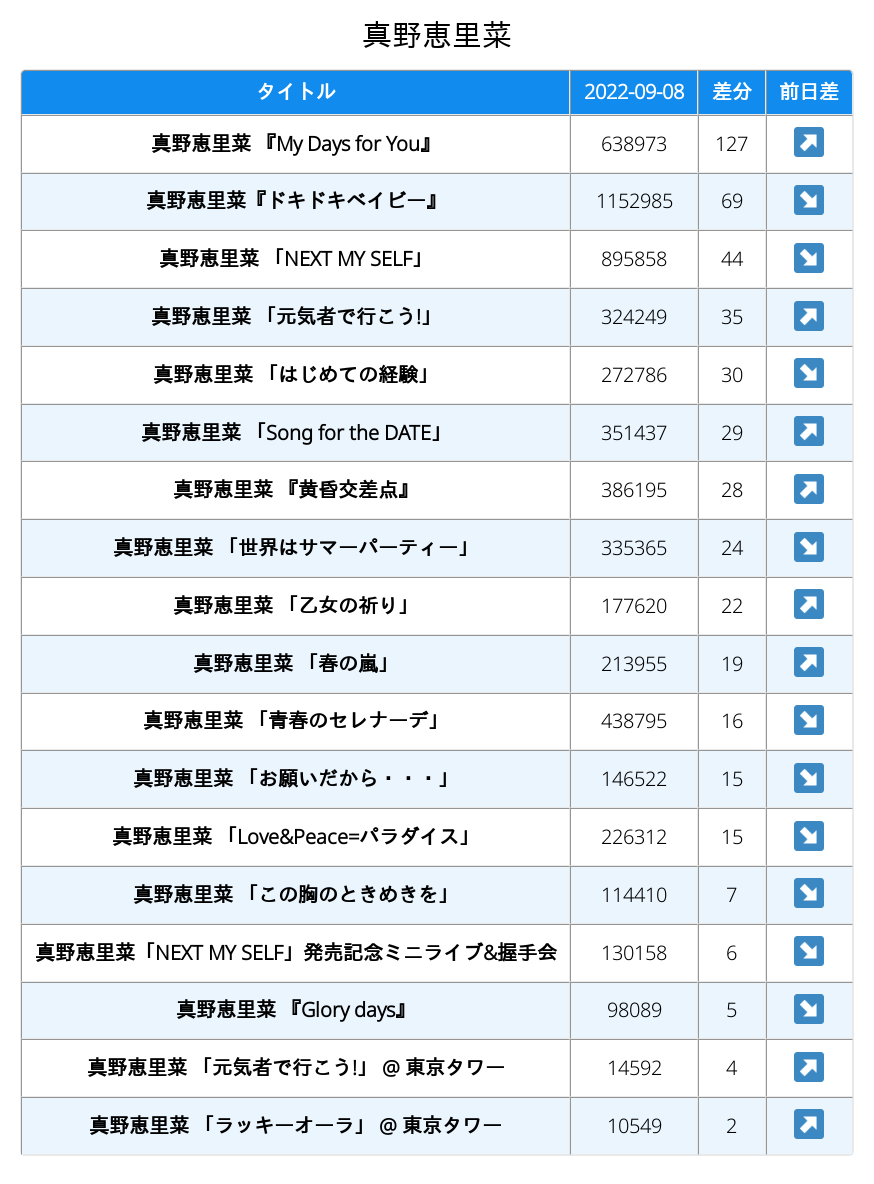 真野恵里菜
タイトル 2022-09-08 差分 前日差
真野恵里菜 『My Days for You』 638973 127 ↗
真野恵里菜『ドキドキベイビー』 1152985 69 ↘
真野恵里菜 「NEXT MY SELF」 895858 44 ↘
真野恵里菜 「元気者で行こう!」 324249 35 ↗
真野恵里菜 「はじめての経験」 272786 30 ↘
真野恵里菜 「Song for the DATE」 351437 29 ↗
真野恵里菜 『黄昏交差点』 386195 28 ↗
真野恵里菜 「世界はサマーパーティー」 335365 24 ↘
真野恵里菜 「乙女の祈り」 177620 22 ↗
真野恵里菜 「春の嵐」 213955 19 ↗
真野恵里菜 「青春のセレナーデ」 438795 16 ↘
真野恵里菜 「お願いだから・・・」 146522 15 ↘
真野恵里菜 「Love&Peace=パラダイス」 226312 15 ↘
真野恵里菜 「この胸のときめきを」 114410 7 ↘
真野恵里菜「NEXT MY SELF」発売記念ミニライブ&握手会 130158 6 ↘
真野恵里菜 『Glory days』 98089 5 ↘
真野恵里菜 「元気者で行こう!」 @ 東京タワー 14592 4 ↗
真野恵里菜 「ラッキーオーラ」 @ 東京タワー 10549 2 ↗